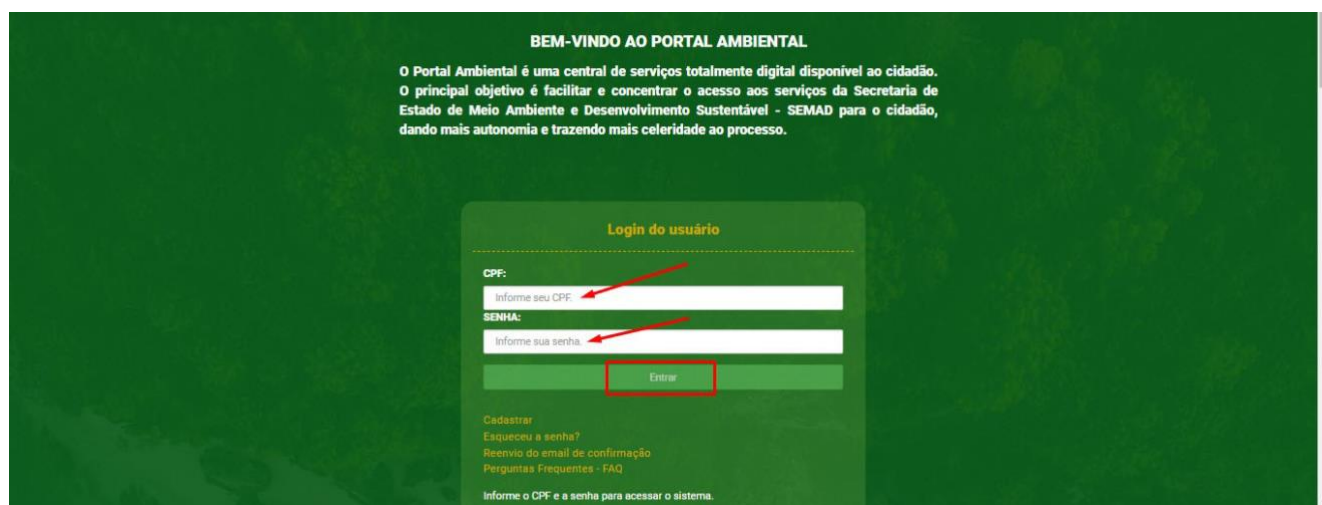 BEM-VINDO AO PORTAL AMBIENTAL
O Portal Ambiental é uma central de serviços totalmente digital disponível ao cidadão.
O principal objetivo é facilitar e concentrar o acesso aos serviços da Secretaria de
Estado de Meio Ambiente e Desenvolvimento Sustentável - SEMAD para o cidadão,
dando mais autonomia e trazendo mais celeridade ao processo.
Login do usuário
CPF:
Informe seu CPF.
SENHA:
Informe sua senha.
Entrar
Cadastrar
Esqueceu a senha?
Reenvio do email de confirmação
Perguntas Frequentes - FAQ
Informe o CPF e a senha para acessar o sistema.